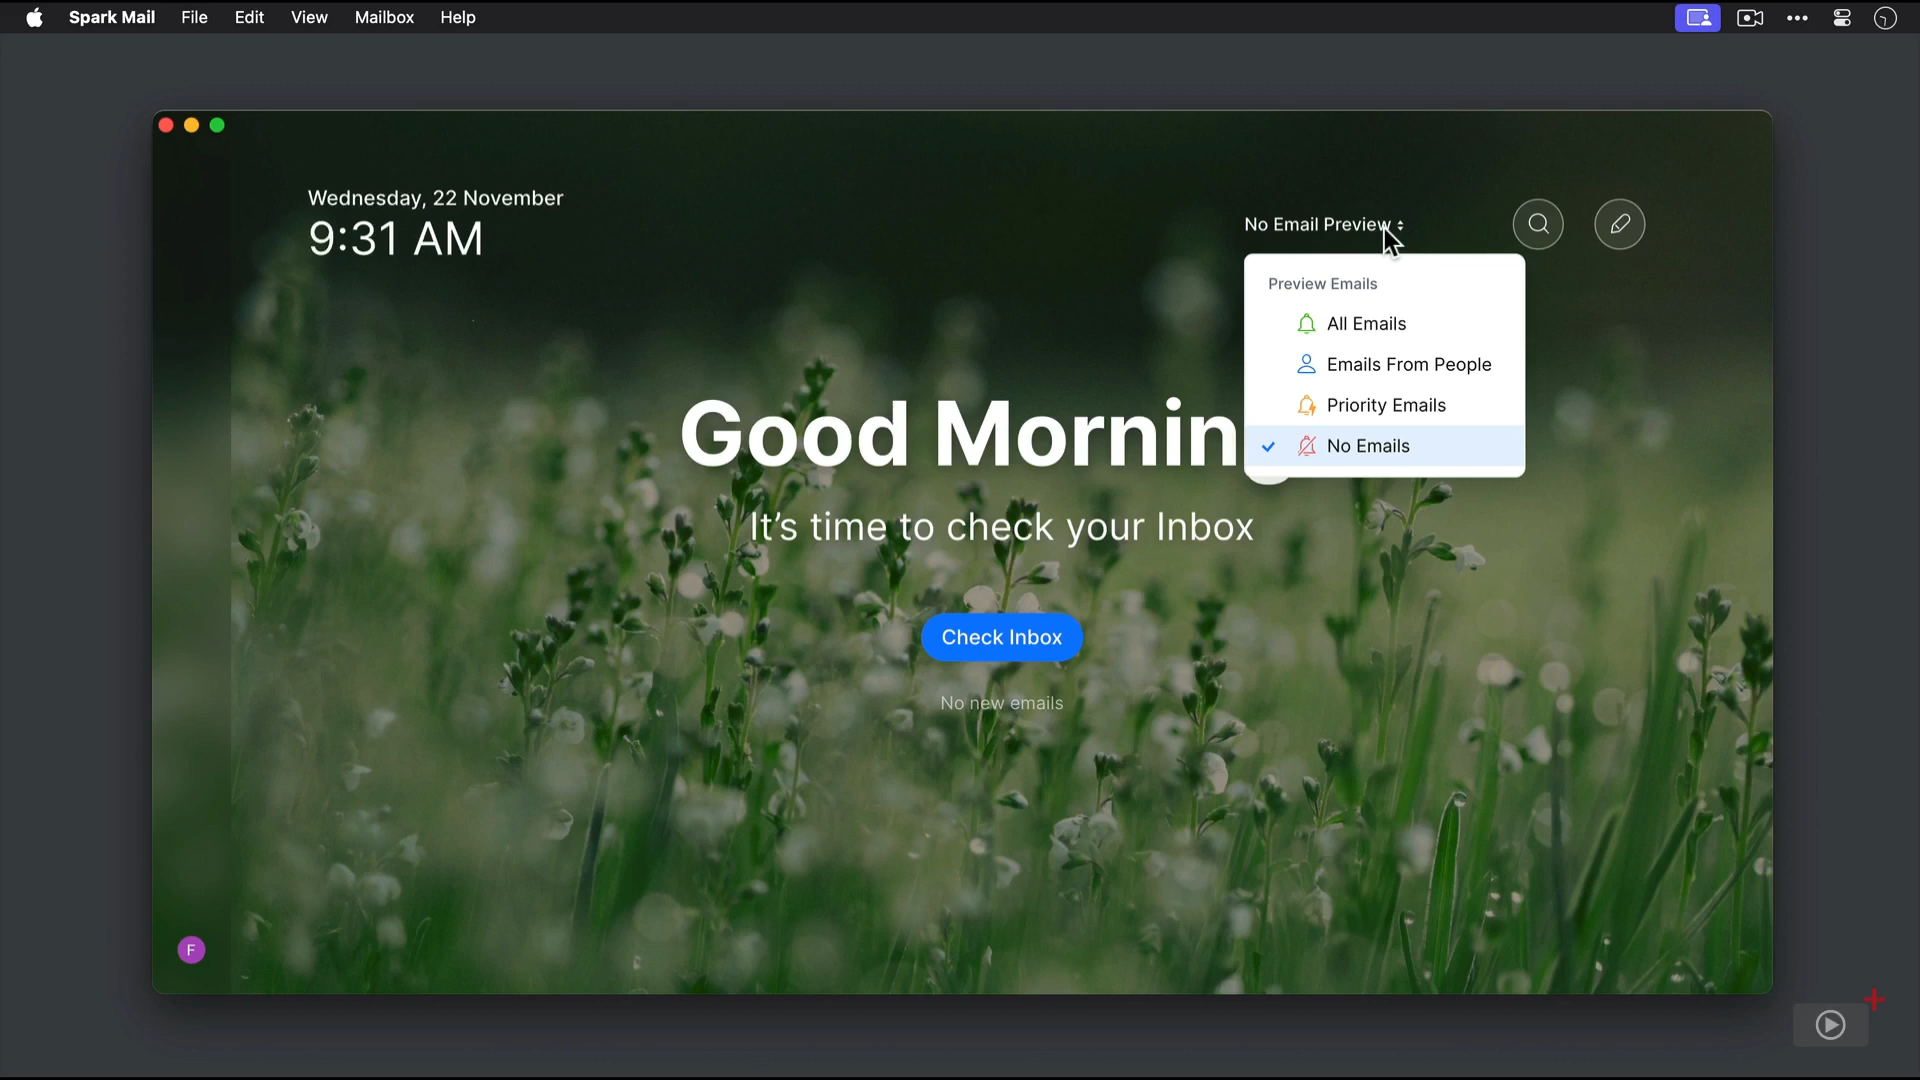 Spark Mail File Edit View Mailbox Help
Wednesday, 22 November
9:31 AM
No Email Preview
Preview Emails
All Emails
Emails From People
Priority Emails
No Emails
Good Mornin
It's time to check your Inbox
Check Inbox
No new emails
F